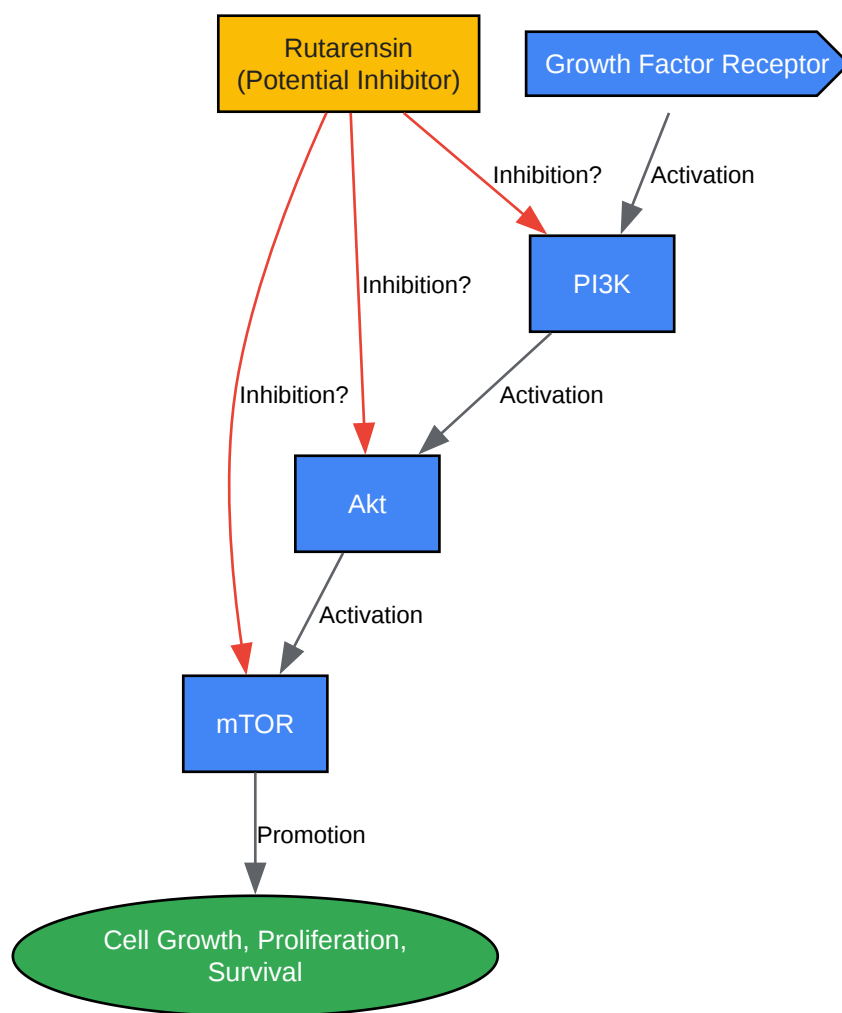 Rutarensin
(Potential Inhibitor)
Growth Factor Receptor
Inhibition?
Activation
PI3K
Inhibition?
Inhibition?
Activation
Akt
Activation
mTOR
Promotion
Cell Growth, Proliferation,
Survival